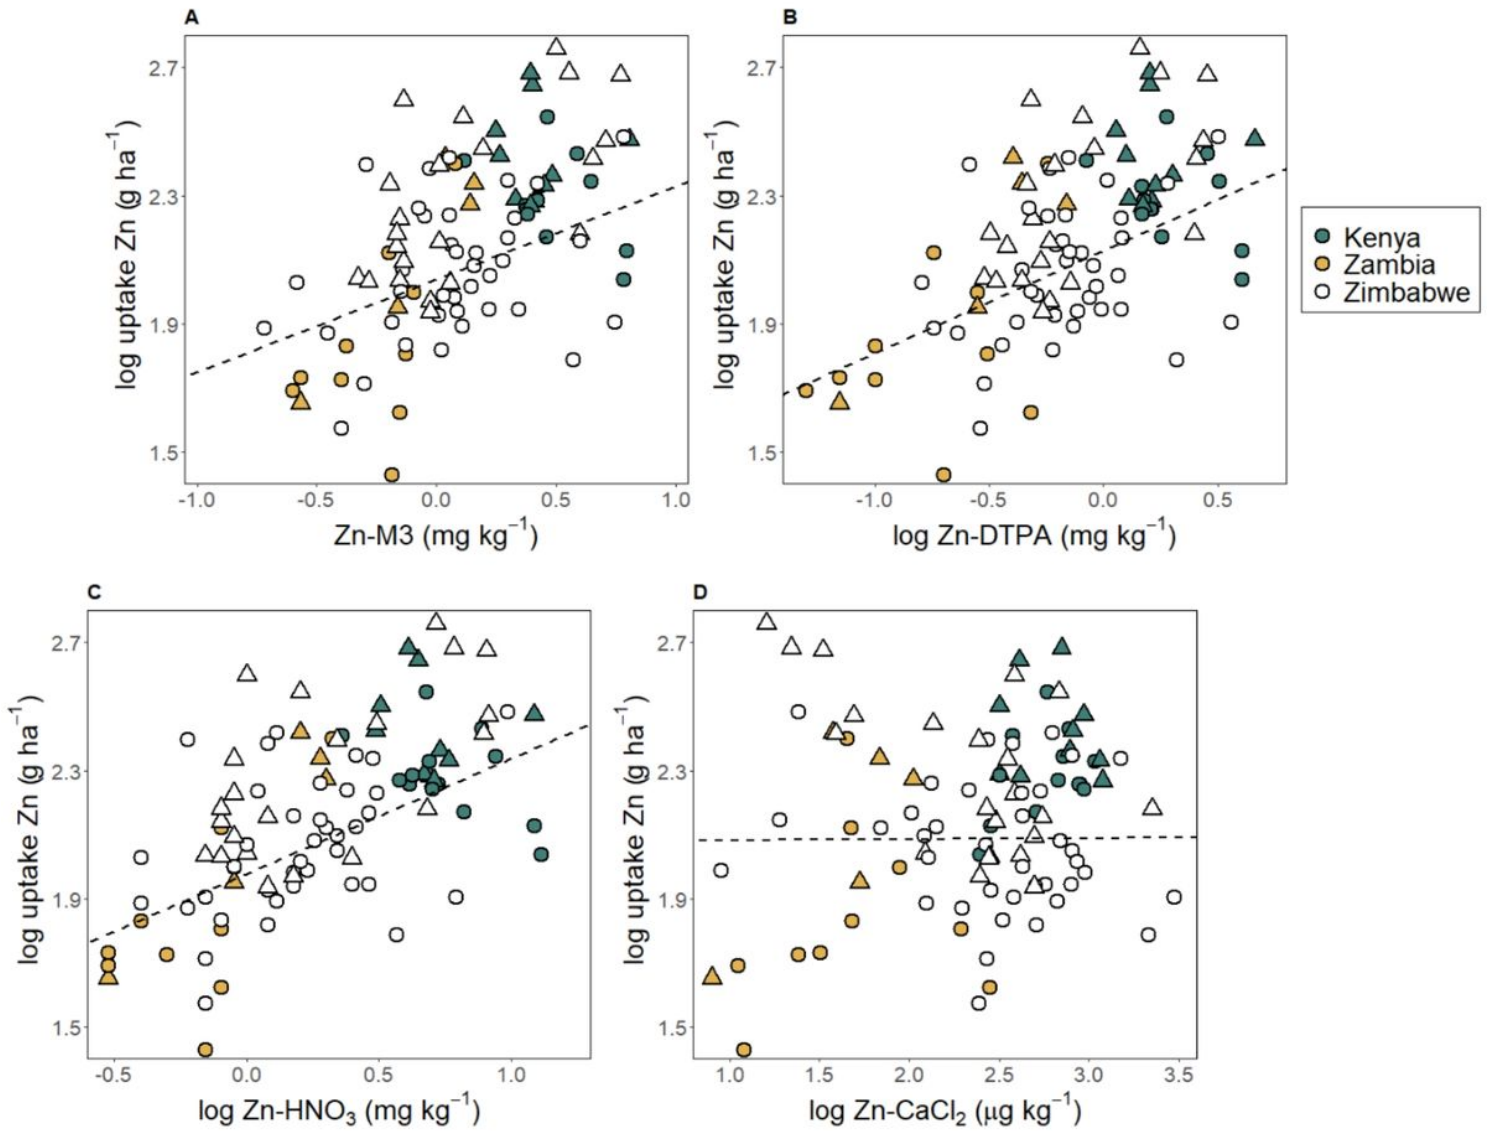 A
log uptake Zn (g ha⁻¹)
2.7
2.3
1.9
1.5
-1.0 -0.5 0.0 0.5 1.0
Zn-M3 (mg kg⁻¹)
B
log uptake Zn (g ha⁻¹)
2.7
2.3
1.9
1.5
-1.0 -0.5 0.0 0.5
log Zn-DTPA (mg kg⁻¹)
Kenya
Zambia
Zimbabwe
C
log uptake Zn (g ha⁻¹)
2.7
2.3
1.9
1.5
-0.5 0.0 0.5 1.0
log Zn-HNO₃ (mg kg⁻¹)
D
log uptake Zn (g ha⁻¹)
2.7
2.3
1.9
1.5
1.0 1.5 2.0 2.5 3.0 3.5
log Zn-CaCl₂ (μg kg⁻¹)